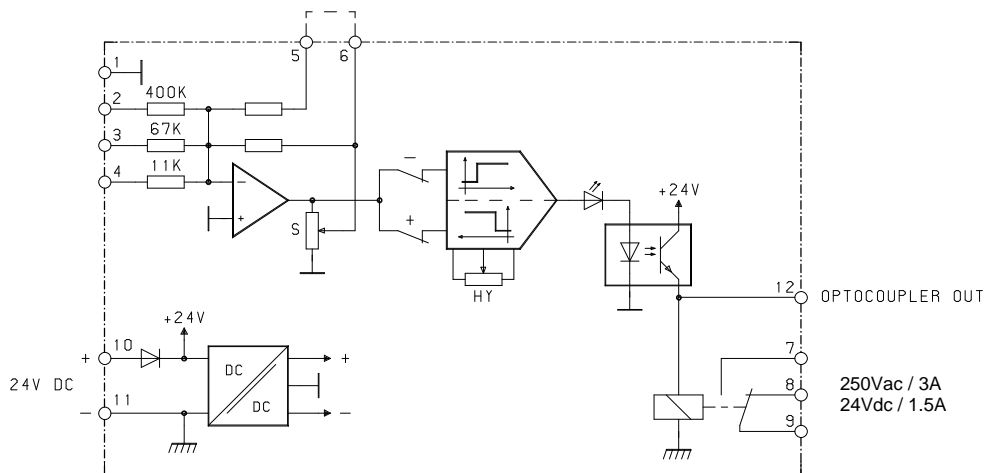 5 6
1
2 400K
3 67K
4 11K
−
+
S
−
+
HY
+24V
12 OPTOCOUPLER OUT
+24V
+ 10
24V DC
− 11
DC
DC
+
−
7
8
9
250Vac / 3A
24Vdc / 1.5A